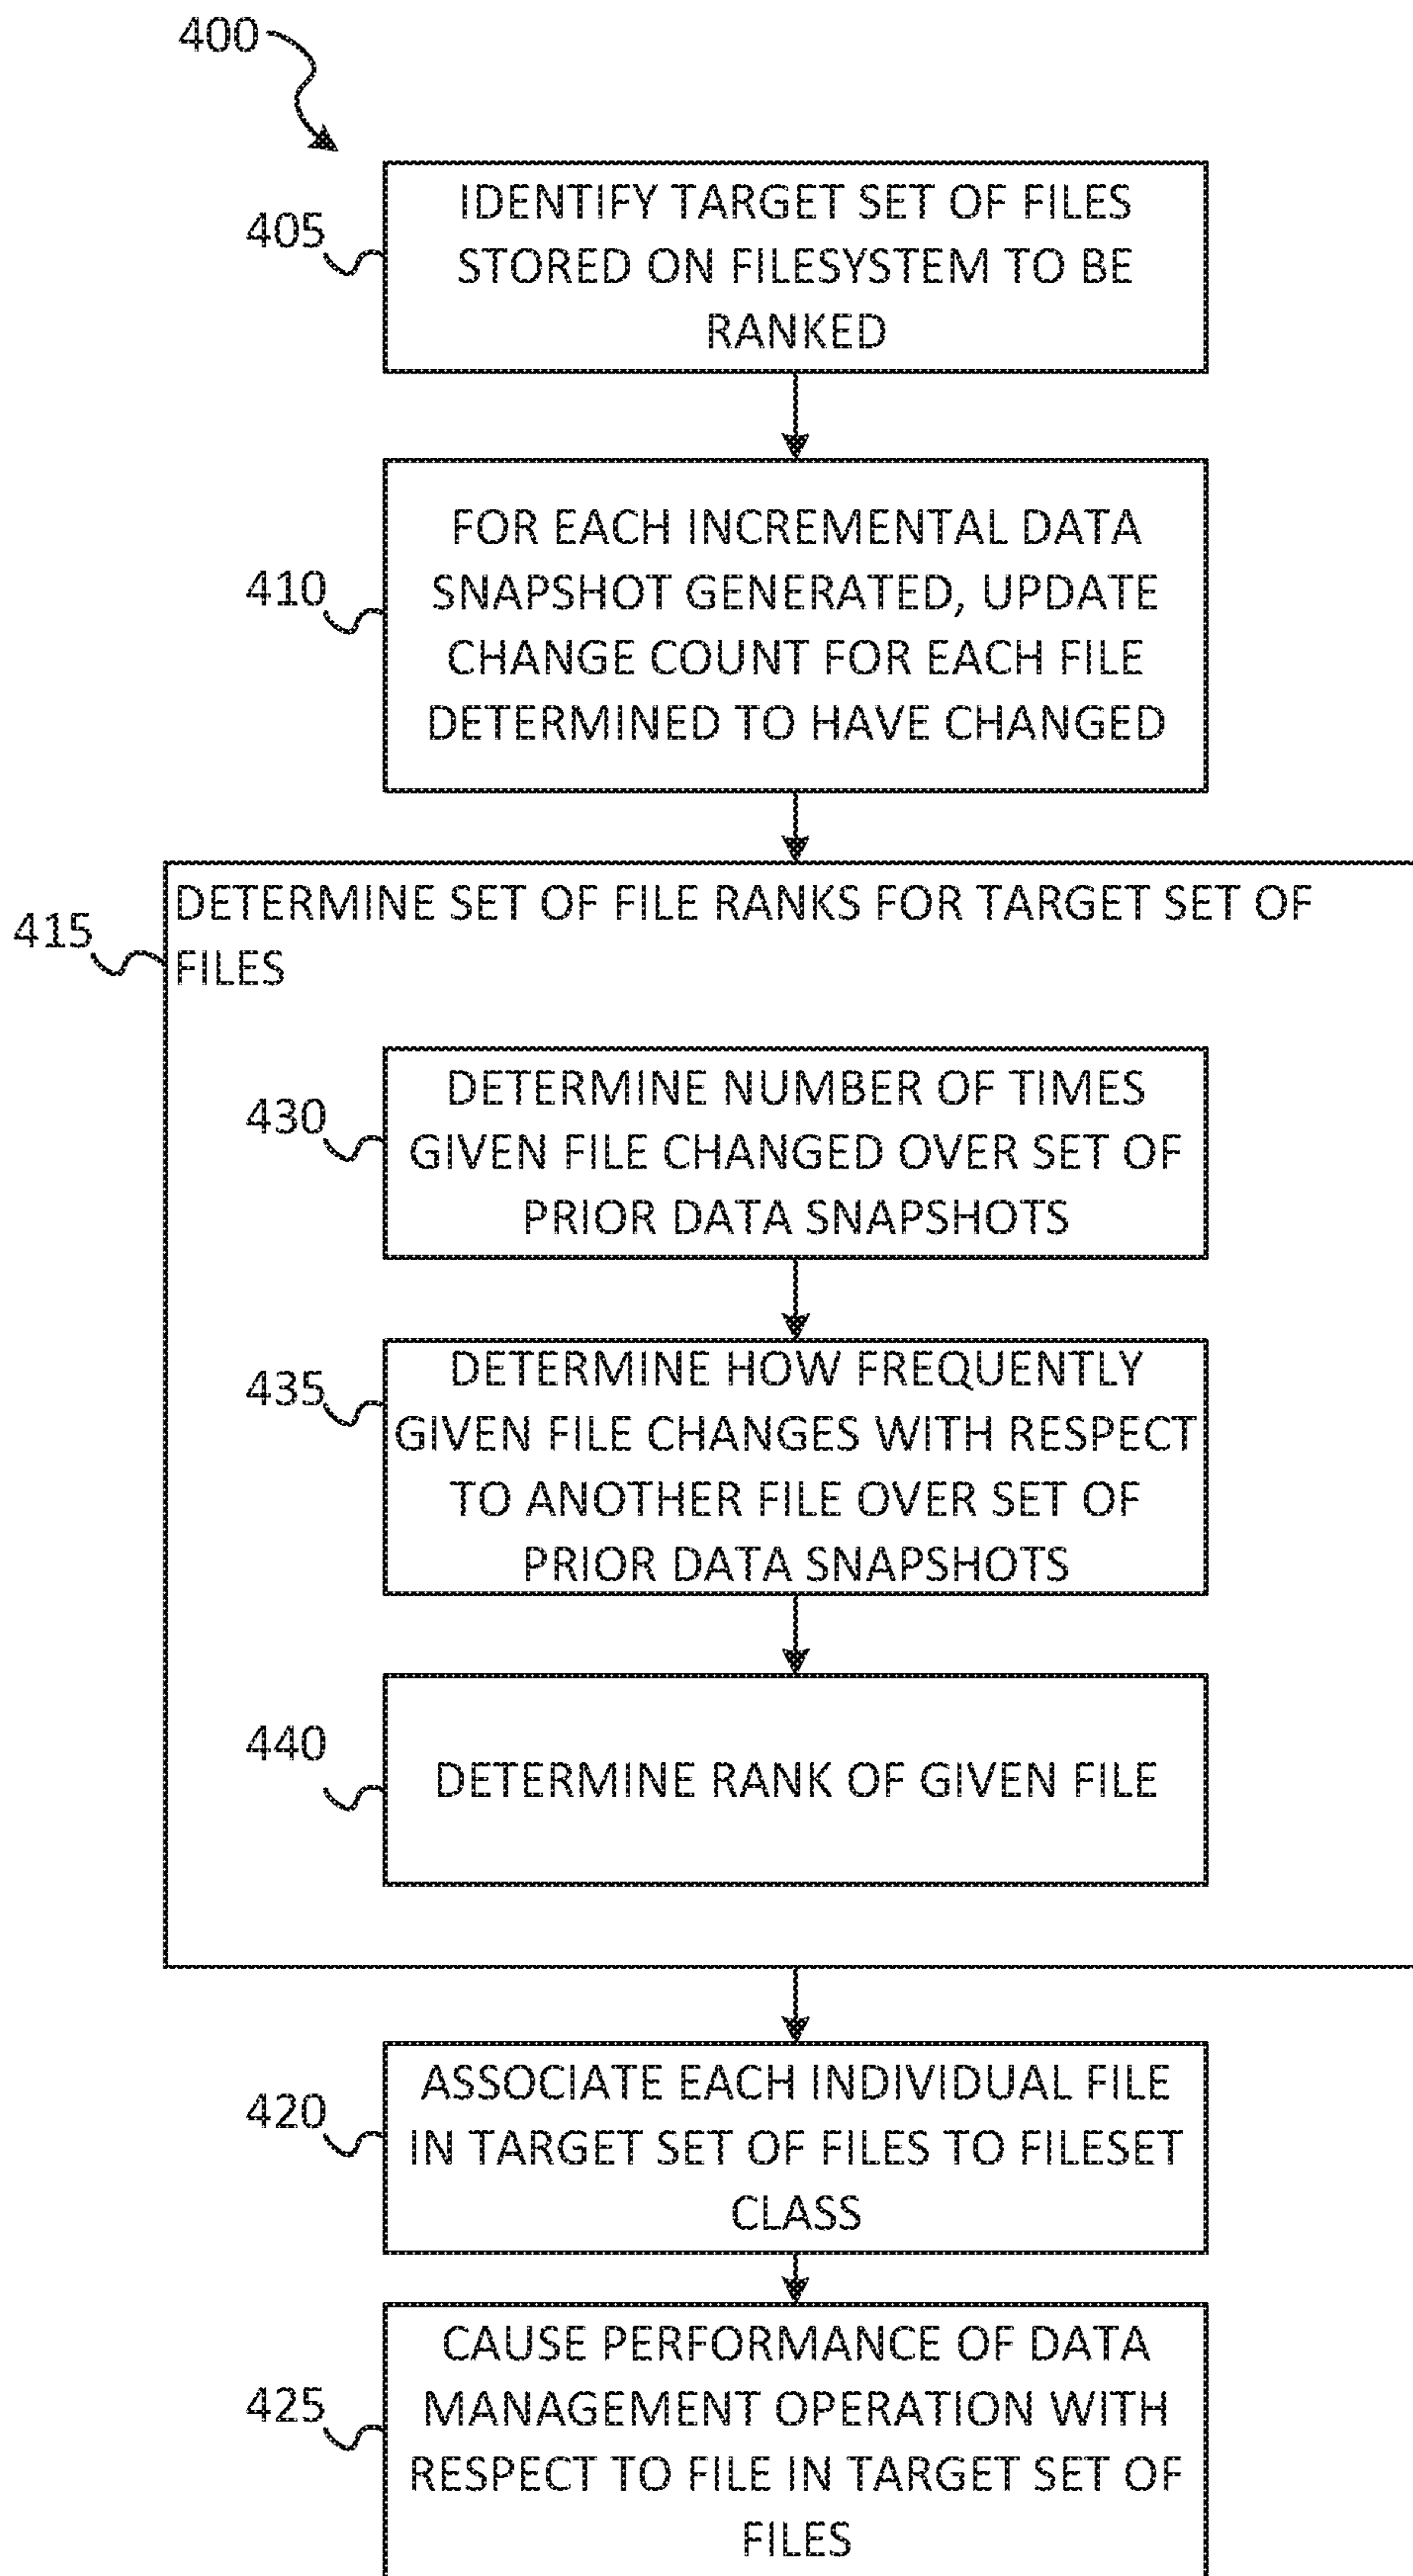 400
405
IDENTIFY TARGET SET OF FILES
STORED ON FILESYSTEM TO BE
RANKED
410
FOR EACH INCREMENTAL DATA
SNAPSHOT GENERATED, UPDATE
CHANGE COUNT FOR EACH FILE
DETERMINED TO HAVE CHANGED
415
DETERMINE SET OF FILE RANKS FOR TARGET SET OF
FILES
430
DETERMINE NUMBER OF TIMES
GIVEN FILE CHANGED OVER SET OF
PRIOR DATA SNAPSHOTS
435
DETERMINE HOW FREQUENTLY
GIVEN FILE CHANGES WITH RESPECT
TO ANOTHER FILE OVER SET OF
PRIOR DATA SNAPSHOTS
440
DETERMINE RANK OF GIVEN FILE
420
ASSOCIATE EACH INDIVIDUAL FILE
IN TARGET SET OF FILES TO FILESET
CLASS
425
CAUSE PERFORMANCE OF DATA
MANAGEMENT OPERATION WITH
RESPECT TO FILE IN TARGET SET OF
FILES